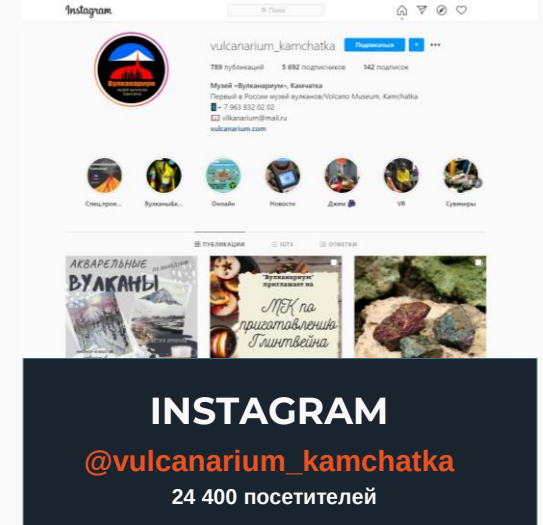 Instagram
Поиск
vulcanarium_kamchatka Подписаться
789 публикаций 5 692 подписчиков 142 подписок
Музей «Вулканариум», Камчатка
Первый в России музей вулканов/Volcano Museum, Kamchatka
+ 7 963 832 02 02
vilkanarium@mail.ru
vulcanarium.com
Вулканариум
Спец.прое...
Вулканы&к...
Онлайн
Новости
Джем
VR
Сувениры
ПУБЛИКАЦИИ
IGTV
ОТМЕТКИ
АКВАРЕЛЬНЫЕ
ВУЛКАНЫ
"Вулканариум"
приглашает на
МК по
приготовлению
Глинтвейна
INSTAGRAM
@vulcanarium_kamchatka
24 400 посетителей